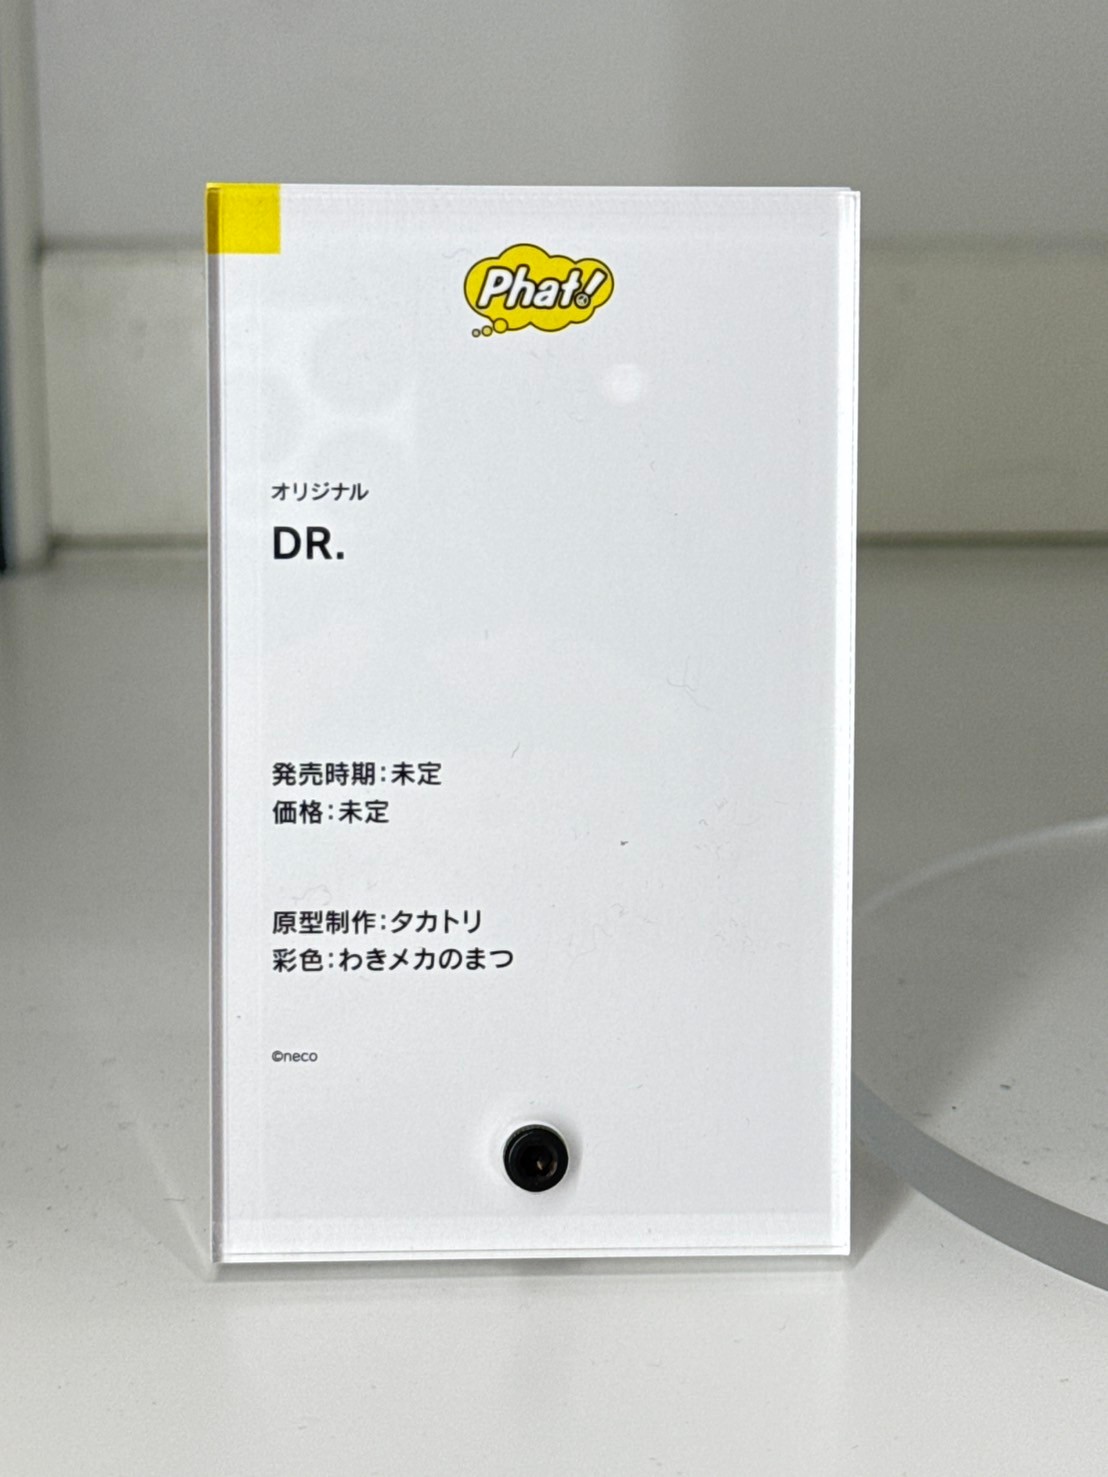 Phat!
オリジナル
DR.
発売時期：未定
価格：未定
原型制作：タカトリ
彩色：わきメカのまつ
©neco